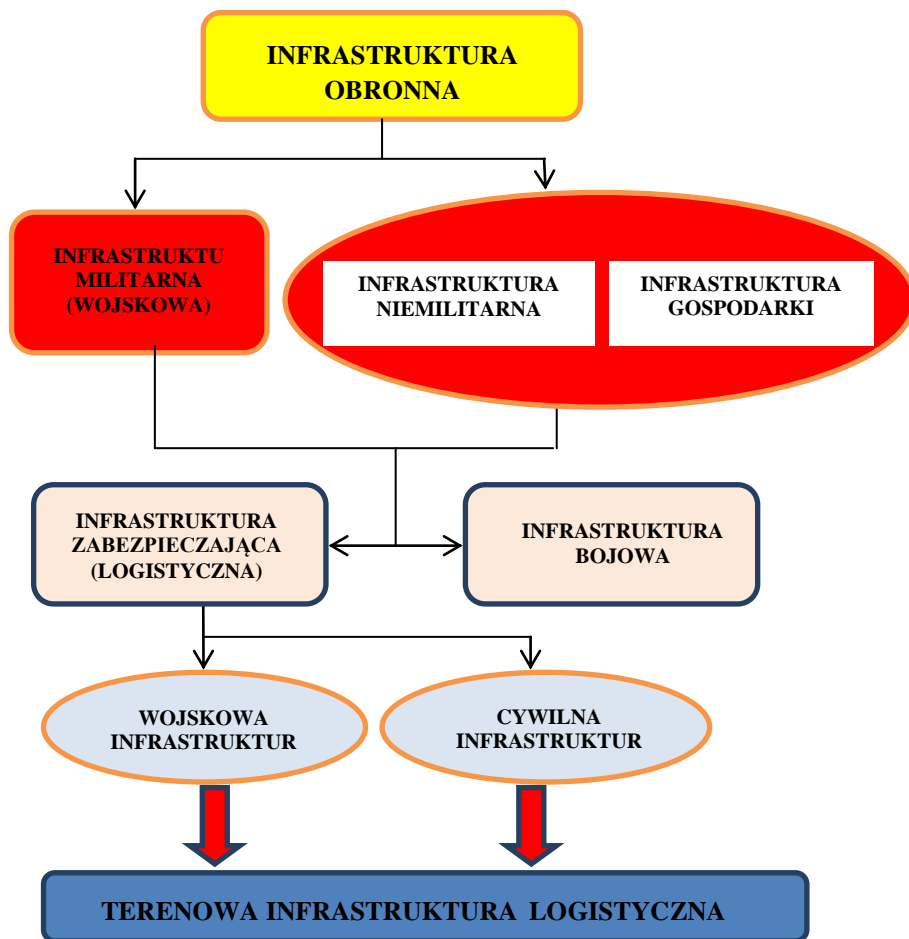 INFRASTRUKTURA
OBRONNA
INFRASTRUKTU
MILITARNA
(WOJSKOWA)
INFRASTRUKTURA
NIEMILITARNA
INFRASTRUKTURA
GOSPODARKI
INFRASTRUKTURA
ZABEZPIECZAJĄCA
(LOGISTYCZNA)
INFRASTRUKTURA
BOJOWA
WOJSKOWA
INFRASTRUKTUR
CYWILNA
INFRASTRUKTUR
TERENOWA INFRASTRUKTURA LOGISTYCZNA